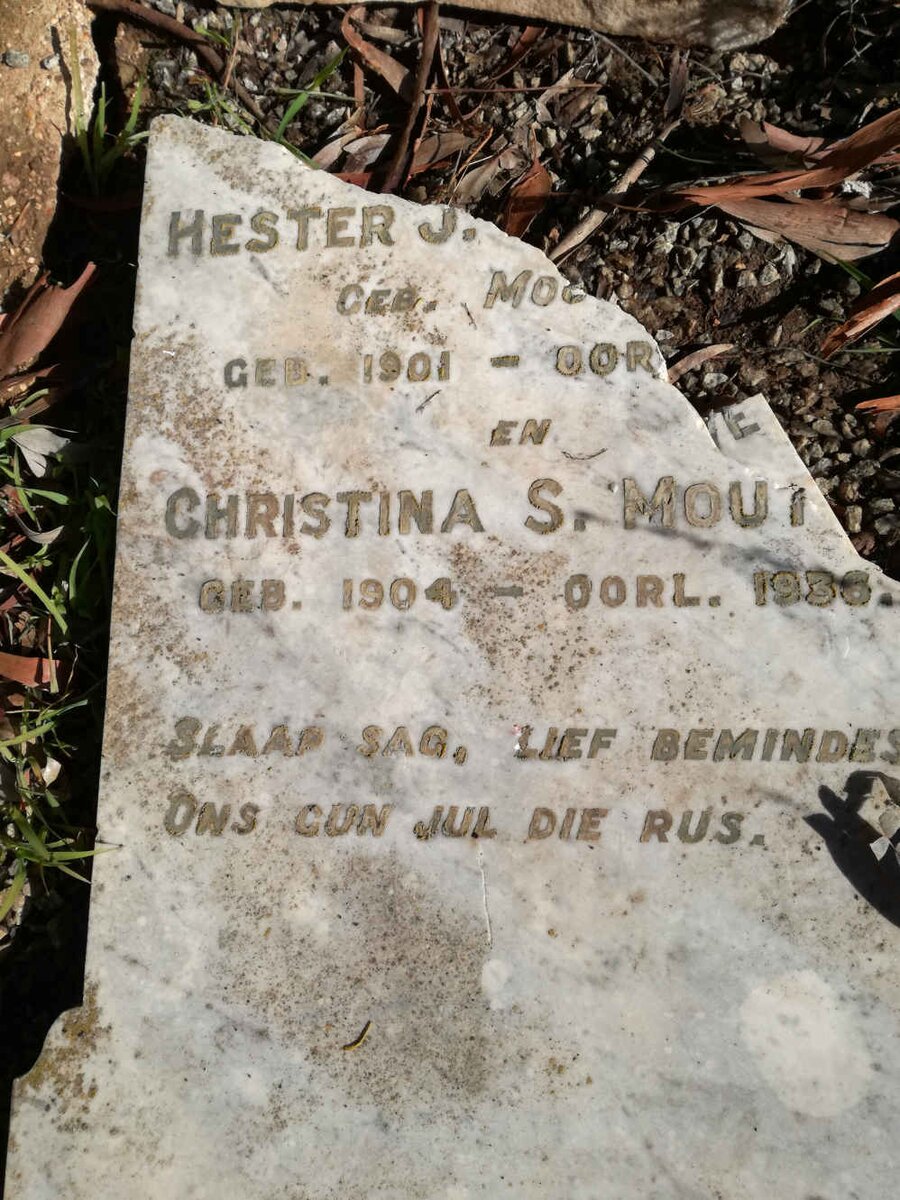 HESTER J.
GEB. MOU
GEB. 1901 – OOR
EN
CHRISTINA S. MOUT
GEB. 1904 – OORL. 1936.
SLAAP SAG, LIEF BEMINDES
ONS GUN JUL DIE RUS.